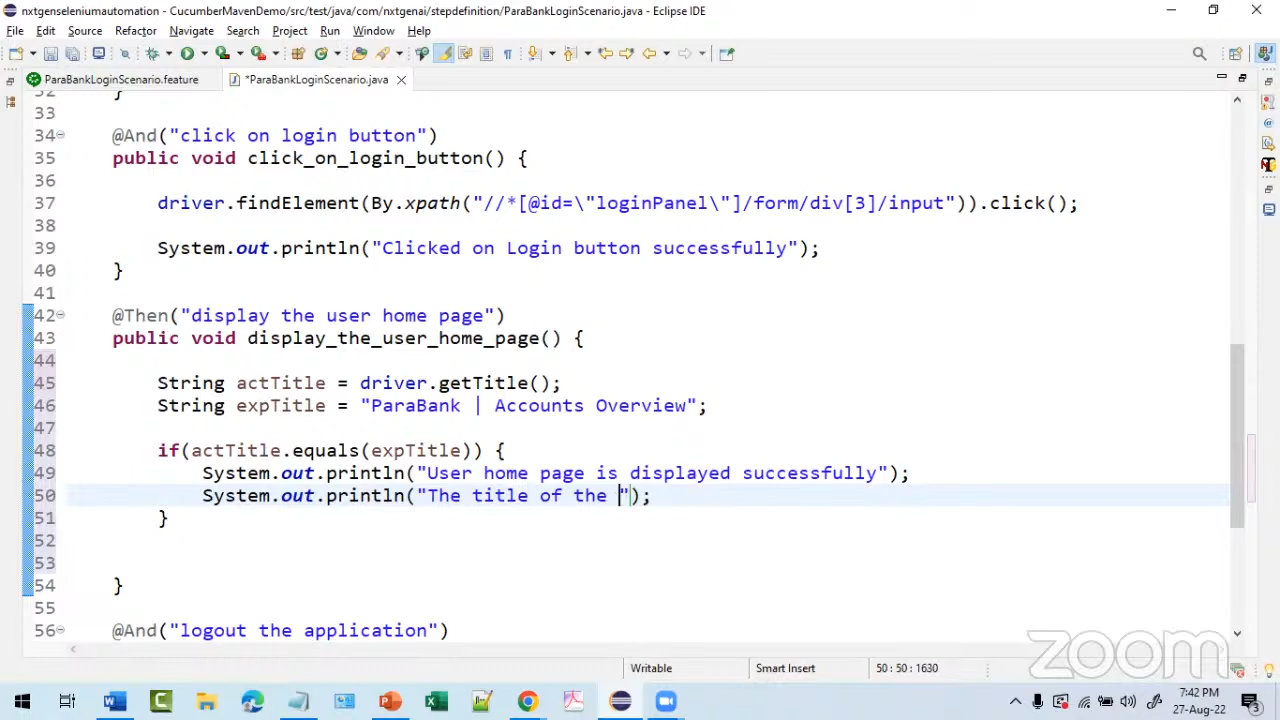 nxtgenseleniumautomation - CucumberMavenDemo/src/test/java/com/nxtgenai/stepdefinition/ParaBankLoginScenario.java - Eclipse IDE
File Edit Source Refactor Navigate Search Project Run Window Help
ParaBankLoginScenario.feature *ParaBankLoginScenario.java
32 }
33
34 @And("click on login button")
35 public void click_on_login_button() {
36
37 driver.findElement(By.xpath("//*[@id=\"loginPanel\"]/form/div[3]/input")).click();
38
39 System.out.println("Clicked on Login button successfully");
40 }
41
42 @Then("display the user home page")
43 public void display_the_user_home_page() {
44
45 String actTitle = driver.getTitle();
46 String expTitle = "ParaBank | Accounts Overview";
47
48 if(actTitle.equals(expTitle)) {
49 System.out.println("User home page is displayed successfully");
50 System.out.println("The title of the ");
51 }
52
53
54 }
55
56 @And("logout the application")
Writable Smart Insert 50 : 50 : 1630
zoom
7:42 PM
27-Aug-22
3